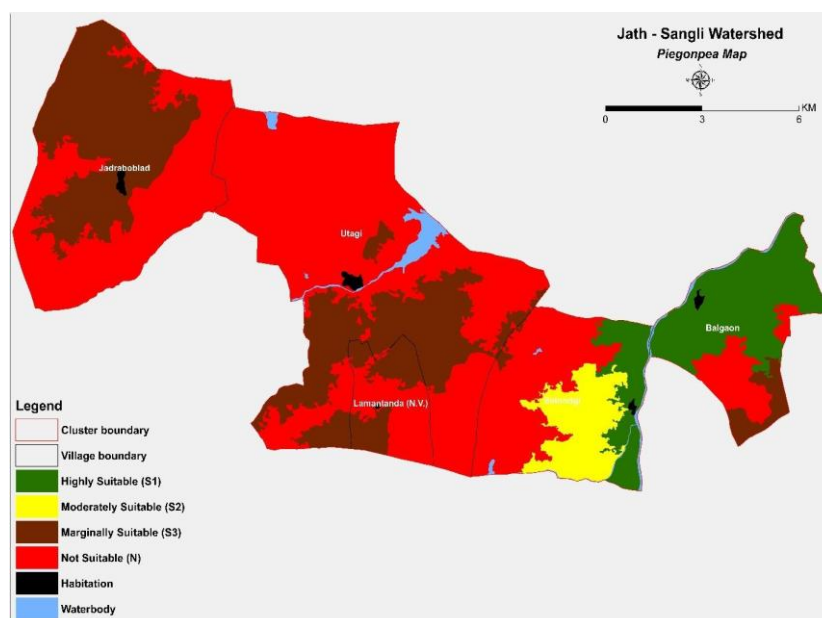 Jath - Sangli Watershed
Piegonpea Map
KM
0 3 6
Jadraboblad
Utagi
Balgaon
Lamantanda (N.V.)
Legend
Cluster boundary
Village boundary
Highly Suitable (S1)
Moderately Suitable (S2)
Marginally Suitable (S3)
Not Suitable (N)
Habitation
Waterbody